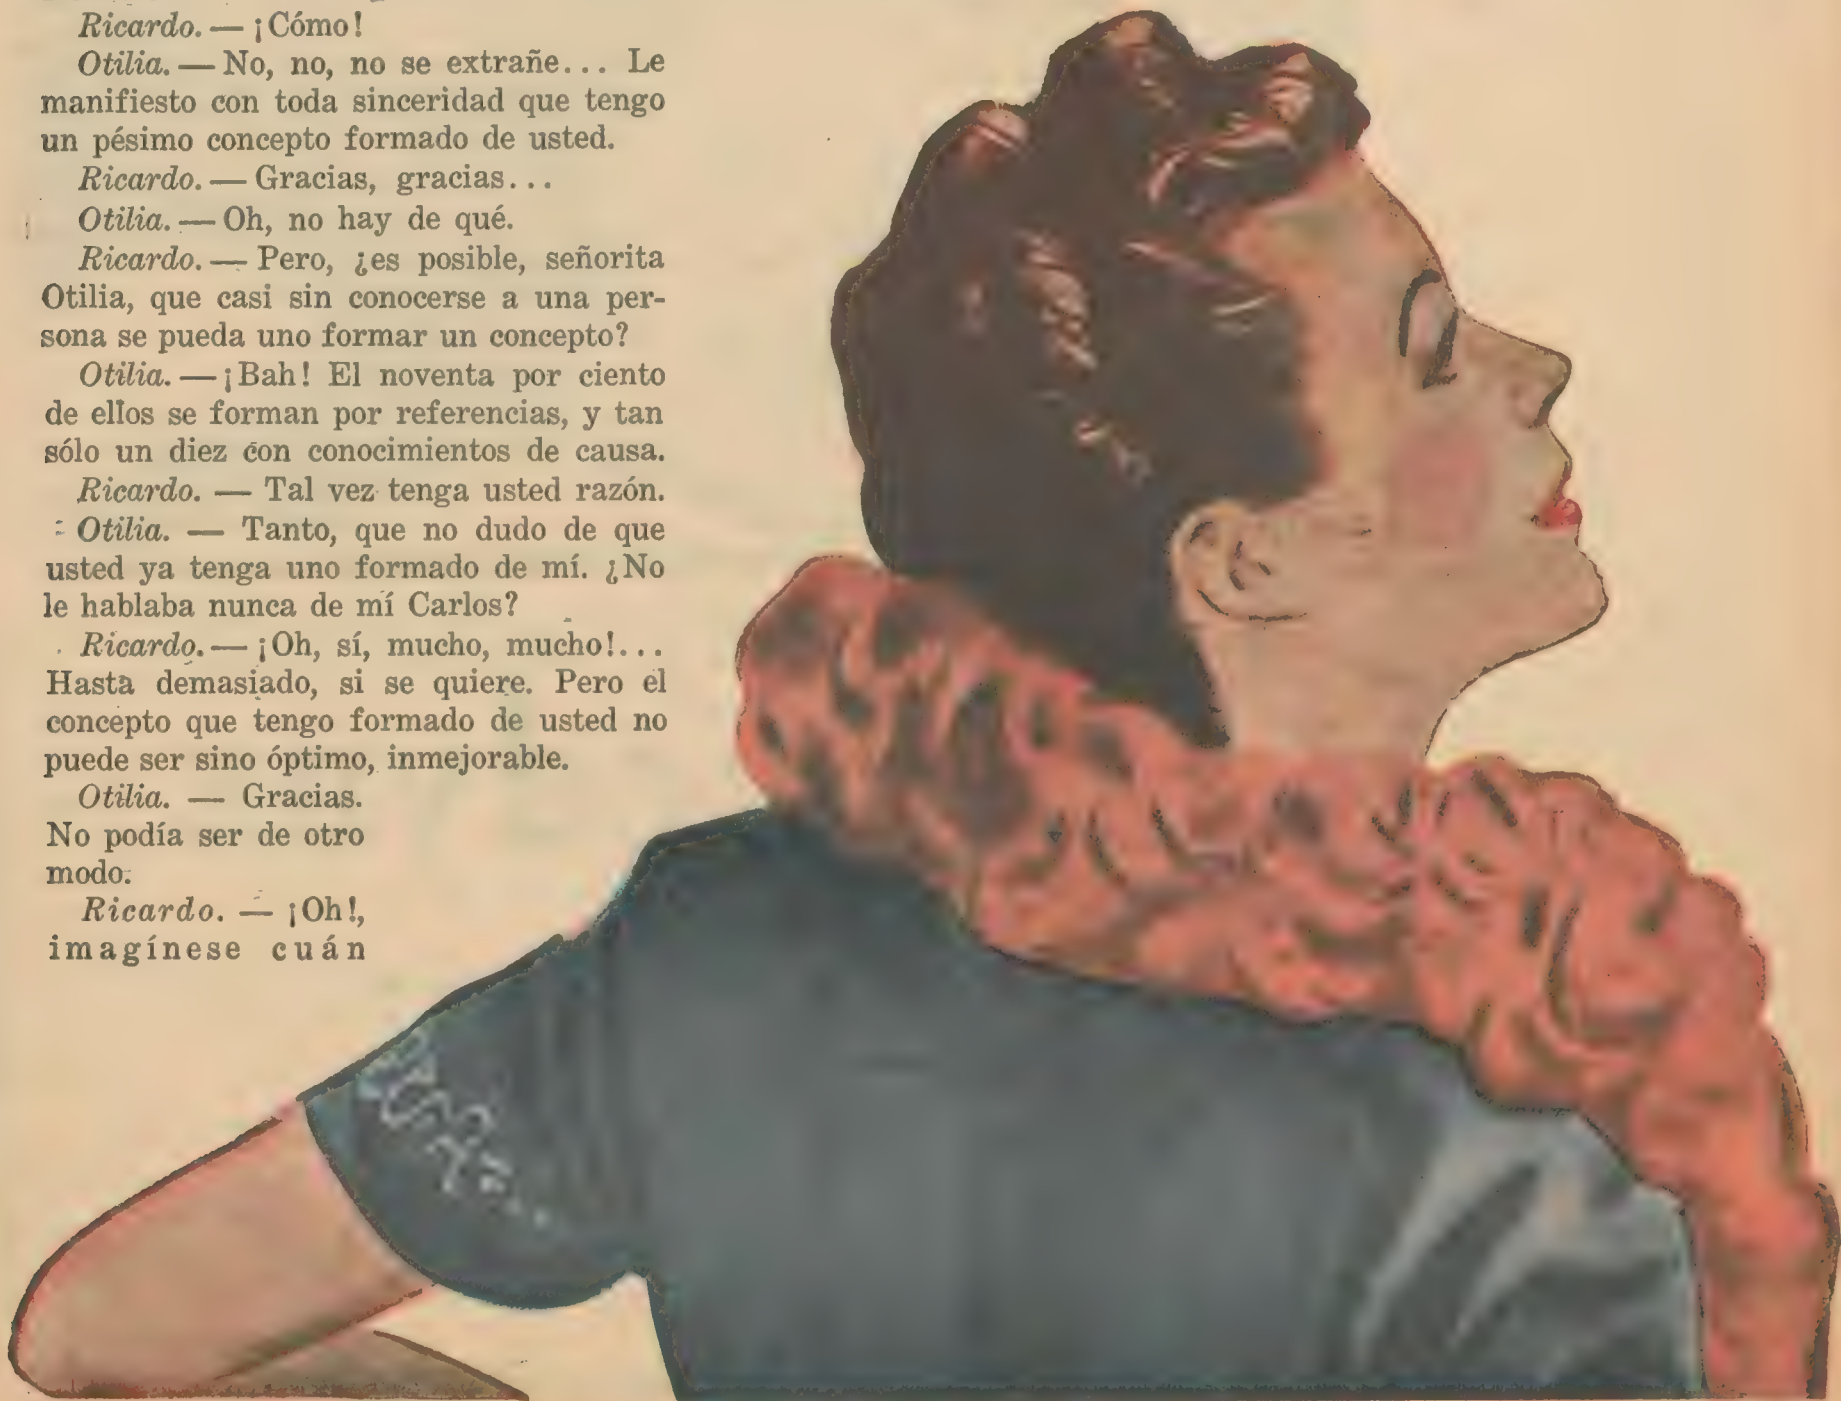 Ricardo. — ¡Cómo!
Otilia. — No, no, no se extrañe... Le
manifiesto con toda sinceridad que tengo
un pésimo concepto formado de usted.
Ricardo. — Gracias, gracias...
Otilia. — Oh, no hay de qué.
Ricardo. — Pero, ¿es posible, señorita
Otilia, que casi sin conocerse a una per-
sona se pueda uno formar un concepto?
Otilia. — ¡Bah! El noventa por ciento
de ellos se forman por referencias, y tan
sólo un diez con conocimientos de causa.
Ricardo. — Tal vez tenga usted razón.
Otilia. — Tanto, que no dudo de que
usted ya tenga uno formado de mí. ¿No
le hablaba nunca de mí Carlos?
Ricardo. — ¡Oh, sí, mucho, mucho!...
Hasta demasiado, si se quiere. Pero el
concepto que tengo formado de usted no
puede ser sino óptimo, inmejorable.
Otilia. — Gracias.
No podía ser de otro
modo.
Ricardo. — ¡Oh!,
imagínese cuán